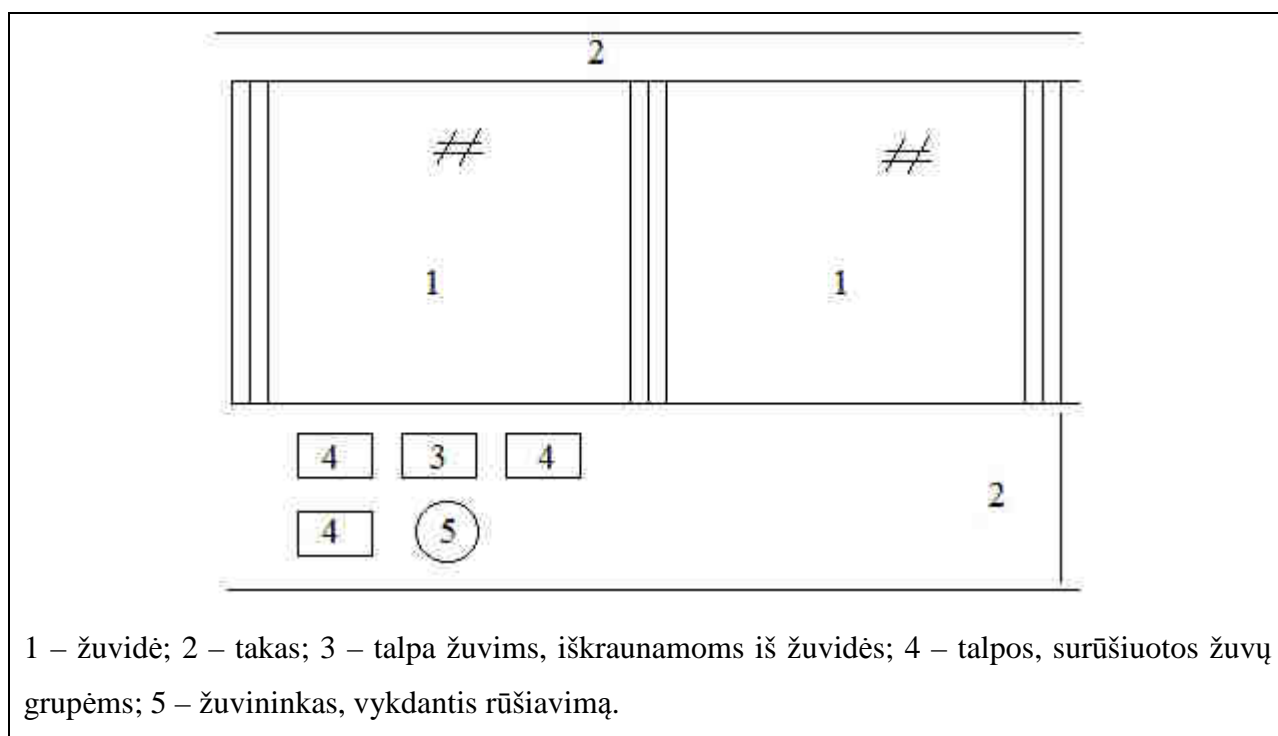 2
1 1
4 3 4
2
4 5
1 – žuvidė; 2 – takas; 3 – talpa žuvims, iškraunamoms iš žuvidės; 4 – talpos, surūšiuotos žuvų
grupėms; 5 – žuvininkas, vykdantis rūšiavimą.